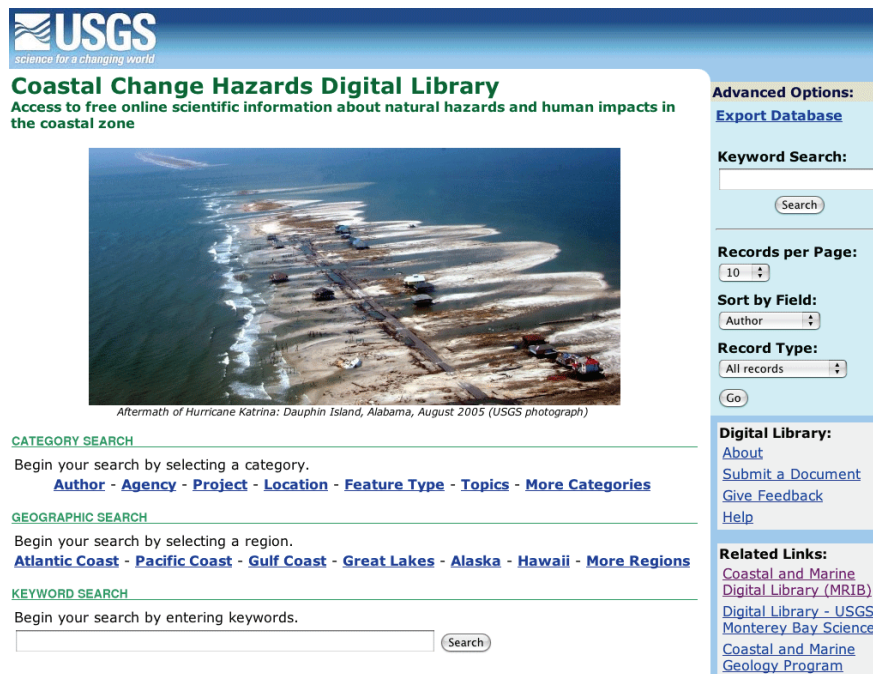 USGS
science for a changing world
Coastal Change Hazards Digital Library
Access to free online scientific information about natural hazards and human impacts in
the coastal zone
Aftermath of Hurricane Katrina: Dauphin Island, Alabama, August 2005 (USGS photograph)
CATEGORY SEARCH
Begin your search by selecting a category.
Author - Agency - Project - Location - Feature Type - Topics - More Categories
GEOGRAPHIC SEARCH
Begin your search by selecting a region.
Atlantic Coast - Pacific Coast - Gulf Coast - Great Lakes - Alaska - Hawaii - More Regions
KEYWORD SEARCH
Begin your search by entering keywords.
Search
Advanced Options:
Export Database
Keyword Search:
Search
Records per Page:
10
Sort by Field:
Author
Record Type:
All records
Go
Digital Library:
About
Submit a Document
Give Feedback
Help
Related Links:
Coastal and Marine
Digital Library (MRIB)
Digital Library - USGS
Monterey Bay Science
Coastal and Marine
Geology Program